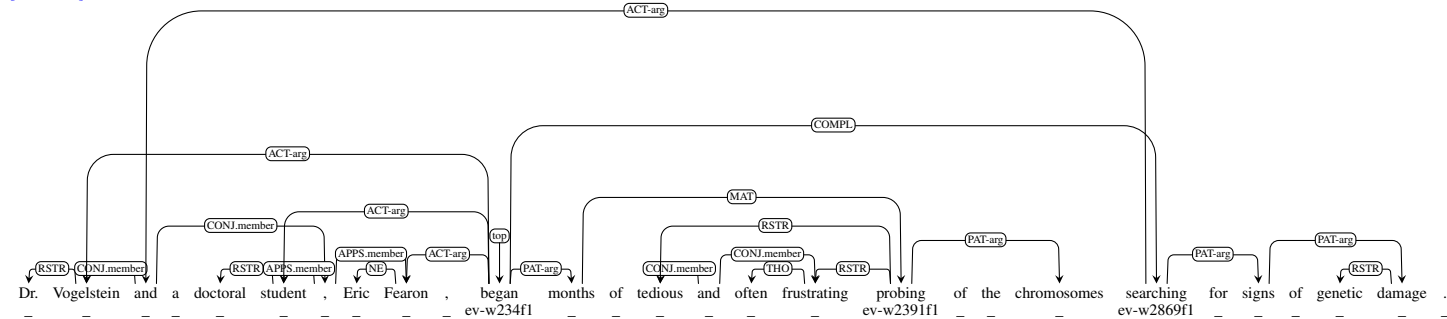 ACT-arg
COMPL
ACT-arg
MAT
ACT-arg
CONJ.member RSTR
top
PAT-arg
APPS.member ACT-arg CONJ.member PAT-arg
RSTR CONJ.member RSTR APPS.member NE PAT-arg CONJ.member THO RSTR RSTR
Dr. Vogelstein and a doctoral student , Eric Fearon , began months of tedious and often frustrating probing of the chromosomes searching for signs of genetic damage .
_ _ _ _ _ _ _ _ _ _ ev-w234f1 _ _ _ _ _ _ ev-w2391f1 _ _ _ ev-w2869f1 _ _ _ _ _ _